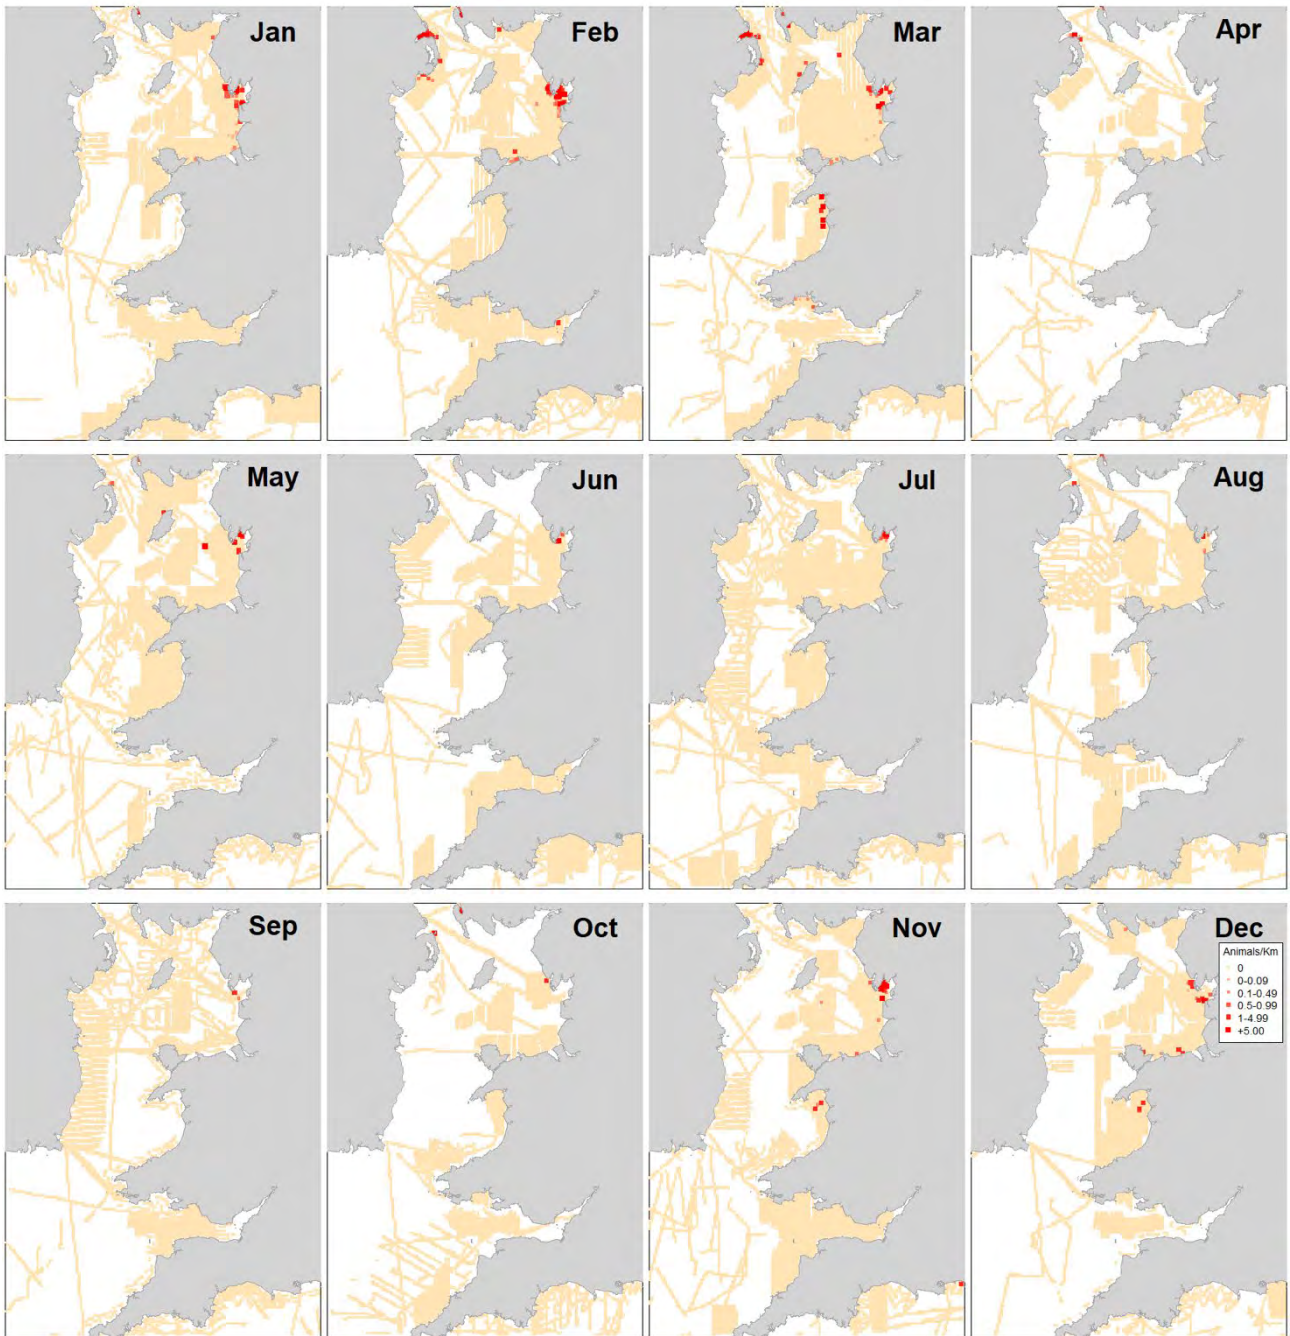 Jan
Feb
Mar
Apr
May
Jun
Jul
Aug
Sep
Oct
Nov
Dec
Animals/Km
0
0-0.09
0.1-0.49
0.5-0.99
1-4.99
+5.00